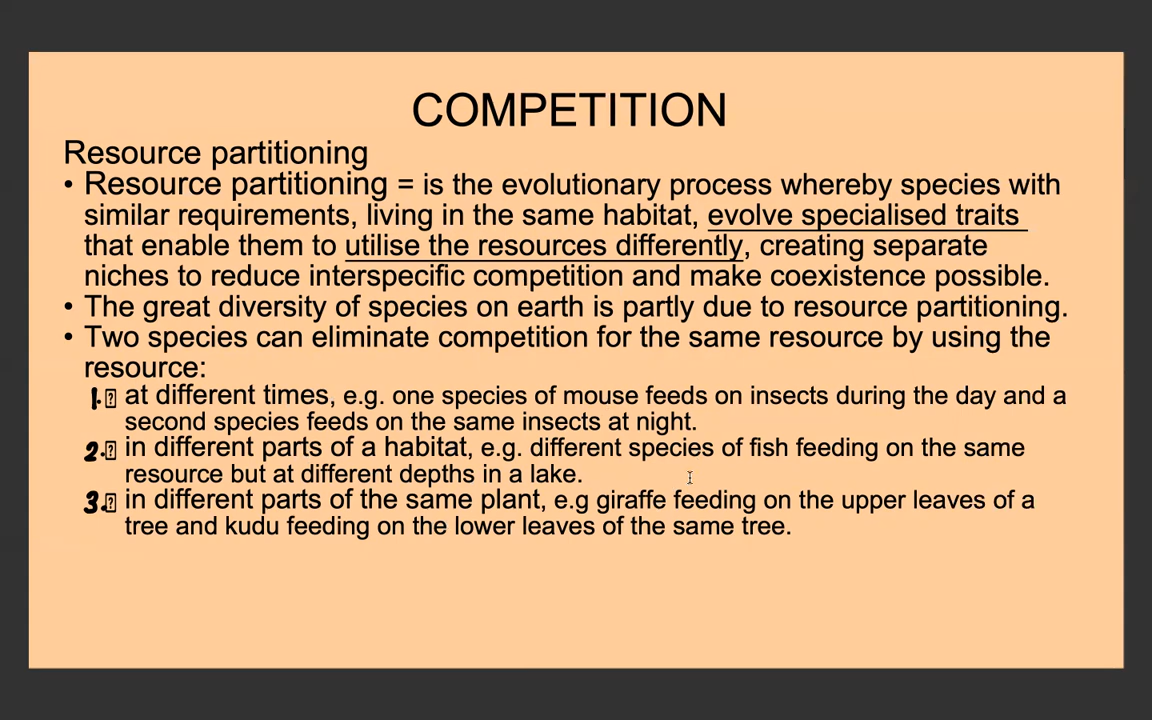 COMPETITION
Resource partitioning
• Resource partitioning = is the evolutionary process whereby species with
similar requirements, living in the same habitat, evolve specialised traits
that enable them to utilise the resources differently, creating separate
niches to reduce interspecific competition and make coexistence possible.
• The great diversity of species on earth is partly due to resource partitioning.
• Two species can eliminate competition for the same resource by using the
resource:
1. at different times, e.g. one species of mouse feeds on insects during the day and a
second species feeds on the same insects at night.
2. in different parts of a habitat, e.g. different species of fish feeding on the same
resource but at different depths in a lake.
3. in different parts of the same plant, e.g giraffe feeding on the upper leaves of a
tree and kudu feeding on the lower leaves of the same tree.